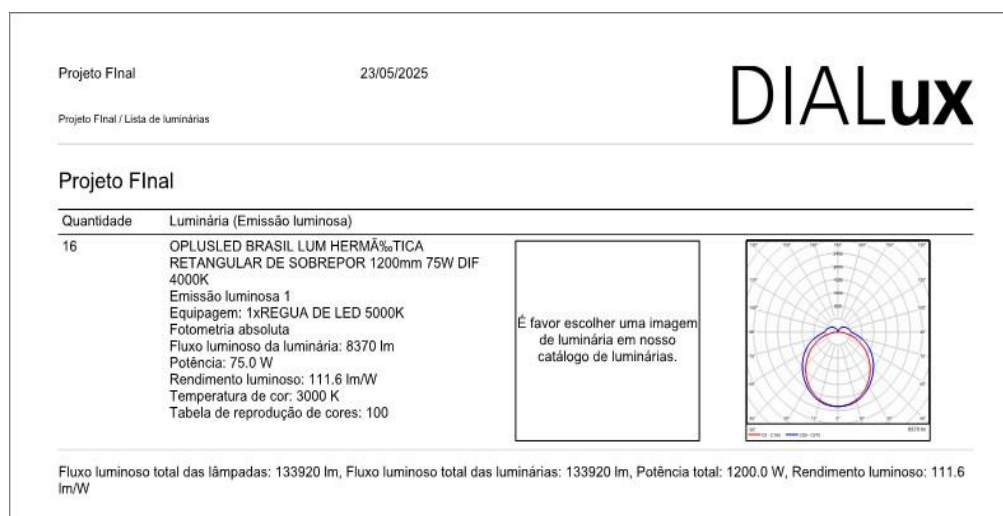 Projeto FInal
23/05/2025
DIALux
Projeto FInal / Lista de luminárias
Projeto FInal
Quantidade Luminária (Emissão luminosa)
16
OPLUSLED BRASIL LUM HERMÃ‰TICA
RETANGULAR DE SOBREPOR 1200mm 75W DIF
4000K
Emissão luminosa 1
Equipagem: 1xREGUA DE LED 5000K
Fotometria absoluta
Fluxo luminoso da luminária: 8370 lm
Potência: 75.0 W
Rendimento luminoso: 111.6 lm/W
Temperatura de cor: 3000 K
Tabela de reprodução de cores: 100
É favor escolher uma imagem
de luminária em nosso
catálogo de luminárias.
Fluxo luminoso total das lâmpadas: 133920 lm, Fluxo luminoso total das luminárias: 133920 lm, Potência total: 1200.0 W, Rendimento luminoso: 111.6
lm/W